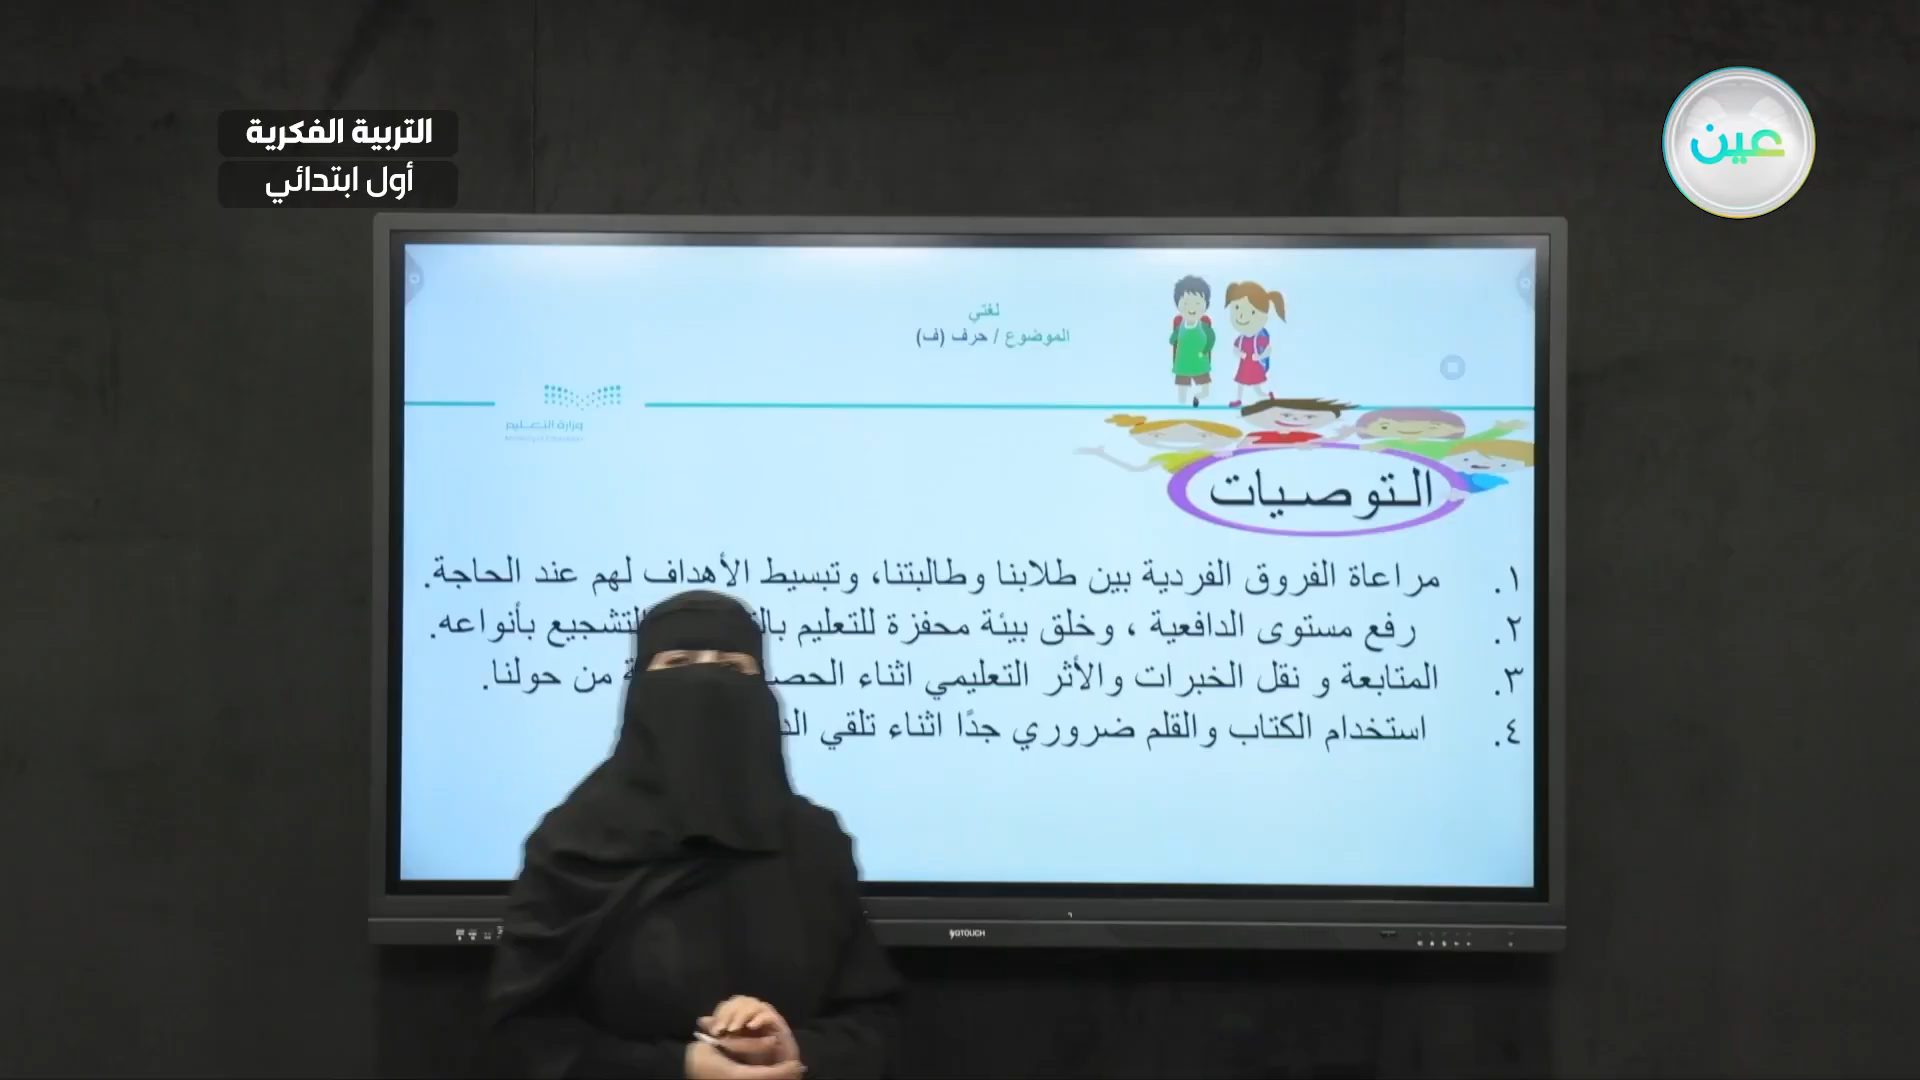 التربية الفكرية
أول ابتدائي
عين
لغتي
الموضوع / حرف (ف)
وزارة التعليم
التوصيات
١. مراعاة الفروق الفردية بين طلابنا وطالبتنا، وتبسيط الأهداف لهم عند الحاجة.
٢. رفع مستوى الدافعية ، وخلق بيئة محفزة للتعليم التشجيع بأنواعه.
٣. المتابعة و نقل الخبرات والأثر التعليمي اثناء من حولنا.
٤. استخدام الكتاب والقلم ضروري جدًا اثناء تلقي